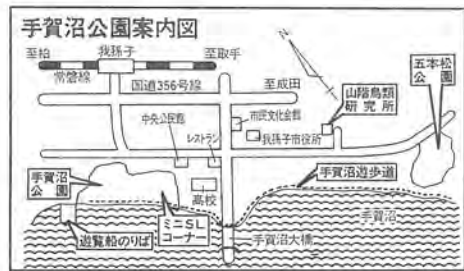 手賀沼公園案内図
至柏
我孫子
至取手
常磐線
国道356号線
至成田
N
五本松
公園
山階鳥類
研究所
市民文化会館
我孫子市役所
中央公民館
レストラン
手賀沼遊歩道
手賀沼
公園
高校
手賀沼
ミニSL
コーナー
遊覧船のりば
手賀沼大橋